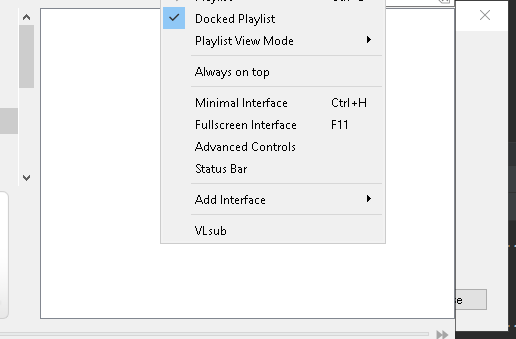 Docked Playlist
Playlist View Mode
Always on top
Minimal Interface Ctrl+H
Fullscreen Interface F11
Advanced Controls
Status Bar
Add Interface
VLsub